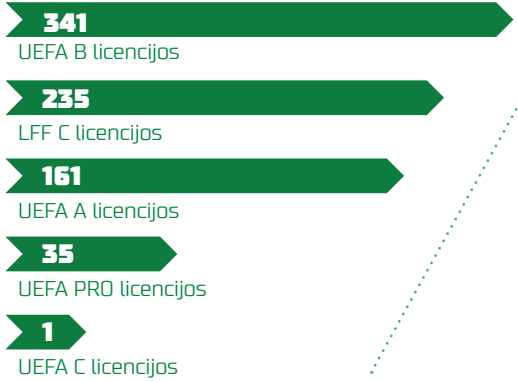 341
UEFA B licencijos
235
LFF C licencijos
161
UEFA A licencijos
35
UEFA PRO licencijos
1
UEFA C licencijos